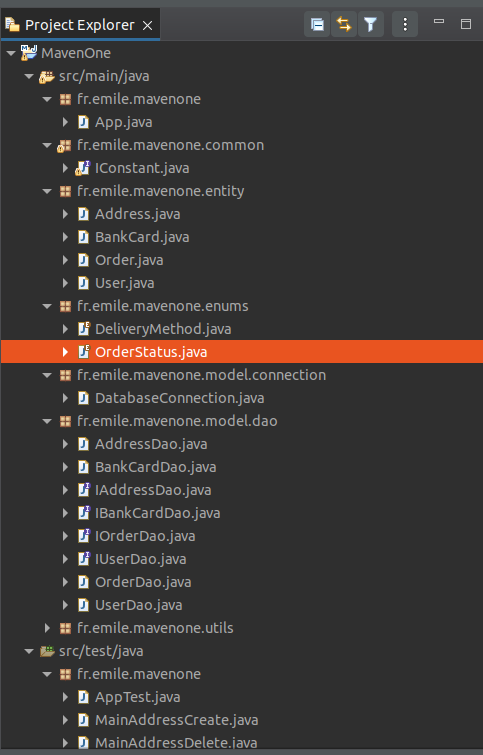 Project Explorer
MavenOne
src/main/java
fr.emile.mavenone
App.java
fr.emile.mavenone.common
IConstant.java
fr.emile.mavenone.entity
Address.java
BankCard.java
Order.java
User.java
fr.emile.mavenone.enums
DeliveryMethod.java
OrderStatus.java
fr.emile.mavenone.model.connection
DatabaseConnection.java
fr.emile.mavenone.model.dao
AddressDao.java
BankCardDao.java
IAddressDao.java
IBankCardDao.java
IOrderDao.java
IUserDao.java
OrderDao.java
UserDao.java
fr.emile.mavenone.utils
src/test/java
fr.emile.mavenone
AppTest.java
MainAddressCreate.java
MainAddressDelete.java